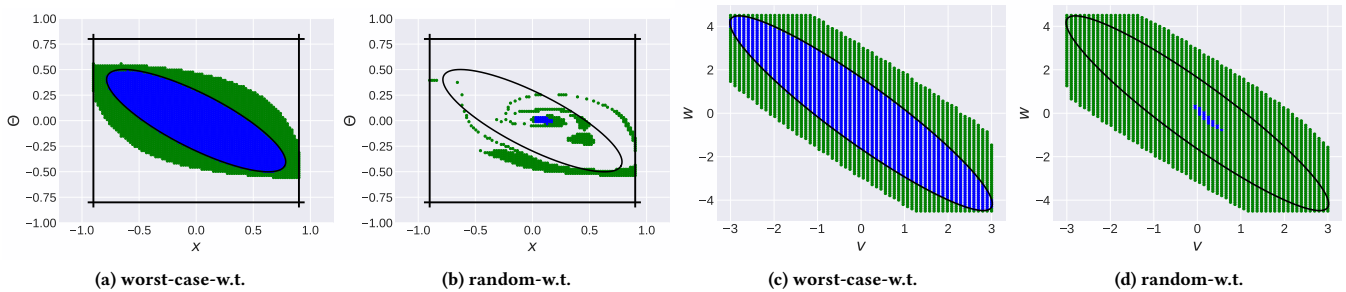 1.00
0.75
0.50
0.25
0.00
−0.25
−0.50
−0.75
−1.00
Θ
−1.0 −0.5 0.0 0.5 1.0
x
(a) worst-case-w.t.
1.00
0.75
0.50
0.25
0.00
−0.25
−0.50
−0.75
−1.00
Θ
−1.0 −0.5 0.0 0.5 1.0
x
(b) random-w.t.
4
2
0
−2
−4
w
−3 −2 −1 0 1 2 3
v
(c) worst-case-w.t.
4
2
0
−2
−4
w
−3 −2 −1 0 1 2 3
v
(d) random-w.t.